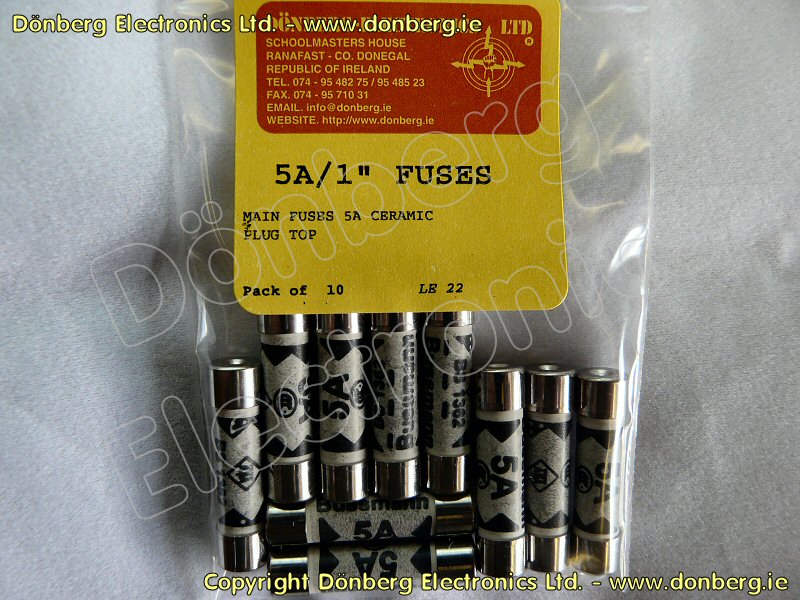 Dönberg Electronics Ltd. - www.donberg.ie
LTD
®
SCHOOLMASTERS HOUSE
RANAFAST - CO. DONEGAL
REPUBLIC OF IRELAND
TEL. 074 - 95 482 75 / 95 485 23
FAX. 074 - 95 710 31
EMAIL. info@donberg.ie
WEBSITE. http://www.donberg.ie
5A/1" FUSES
MAIN FUSES 5A CERAMIC
PLUG TOP
Pack of 10 LE 22
Dönberg
Electronics
5A
Bussmann
Bussmann
BS 1362
5A
5A
Bussmann
5A
5A
Copyright Dönberg Electronics Ltd. - www.donberg.ie